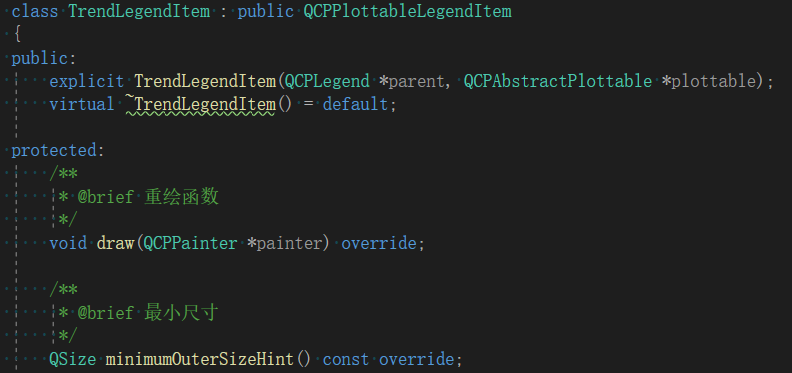 class TrendLegendItem : public QCPPlottableLegendItem
{
public:
    explicit TrendLegendItem(QCPLegend *parent, QCPAbstractPlottable *plottable);
    virtual ~TrendLegendItem() = default;

protected:
    /**
     * @brief 重绘函数
     */
    void draw(QCPPainter *painter) override;

    /**
     * @brief 最小尺寸
     */
    QSize minimumOuterSizeHint() const override;